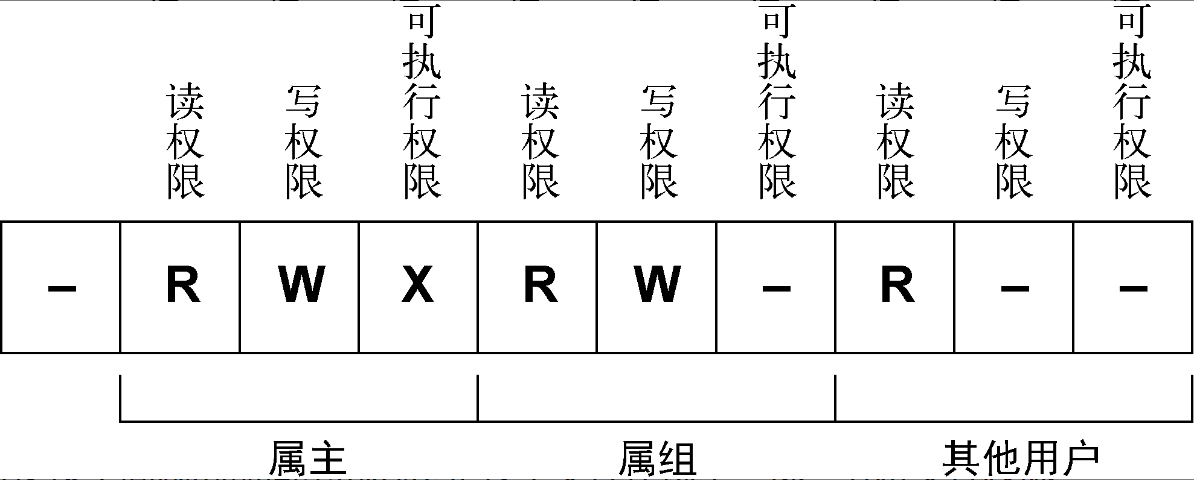 读权限 写权限 可执行权限 读权限 写权限 可执行权限 读权限 写权限 可执行权限
– R W X R W – R – –
属主 属组 其他用户